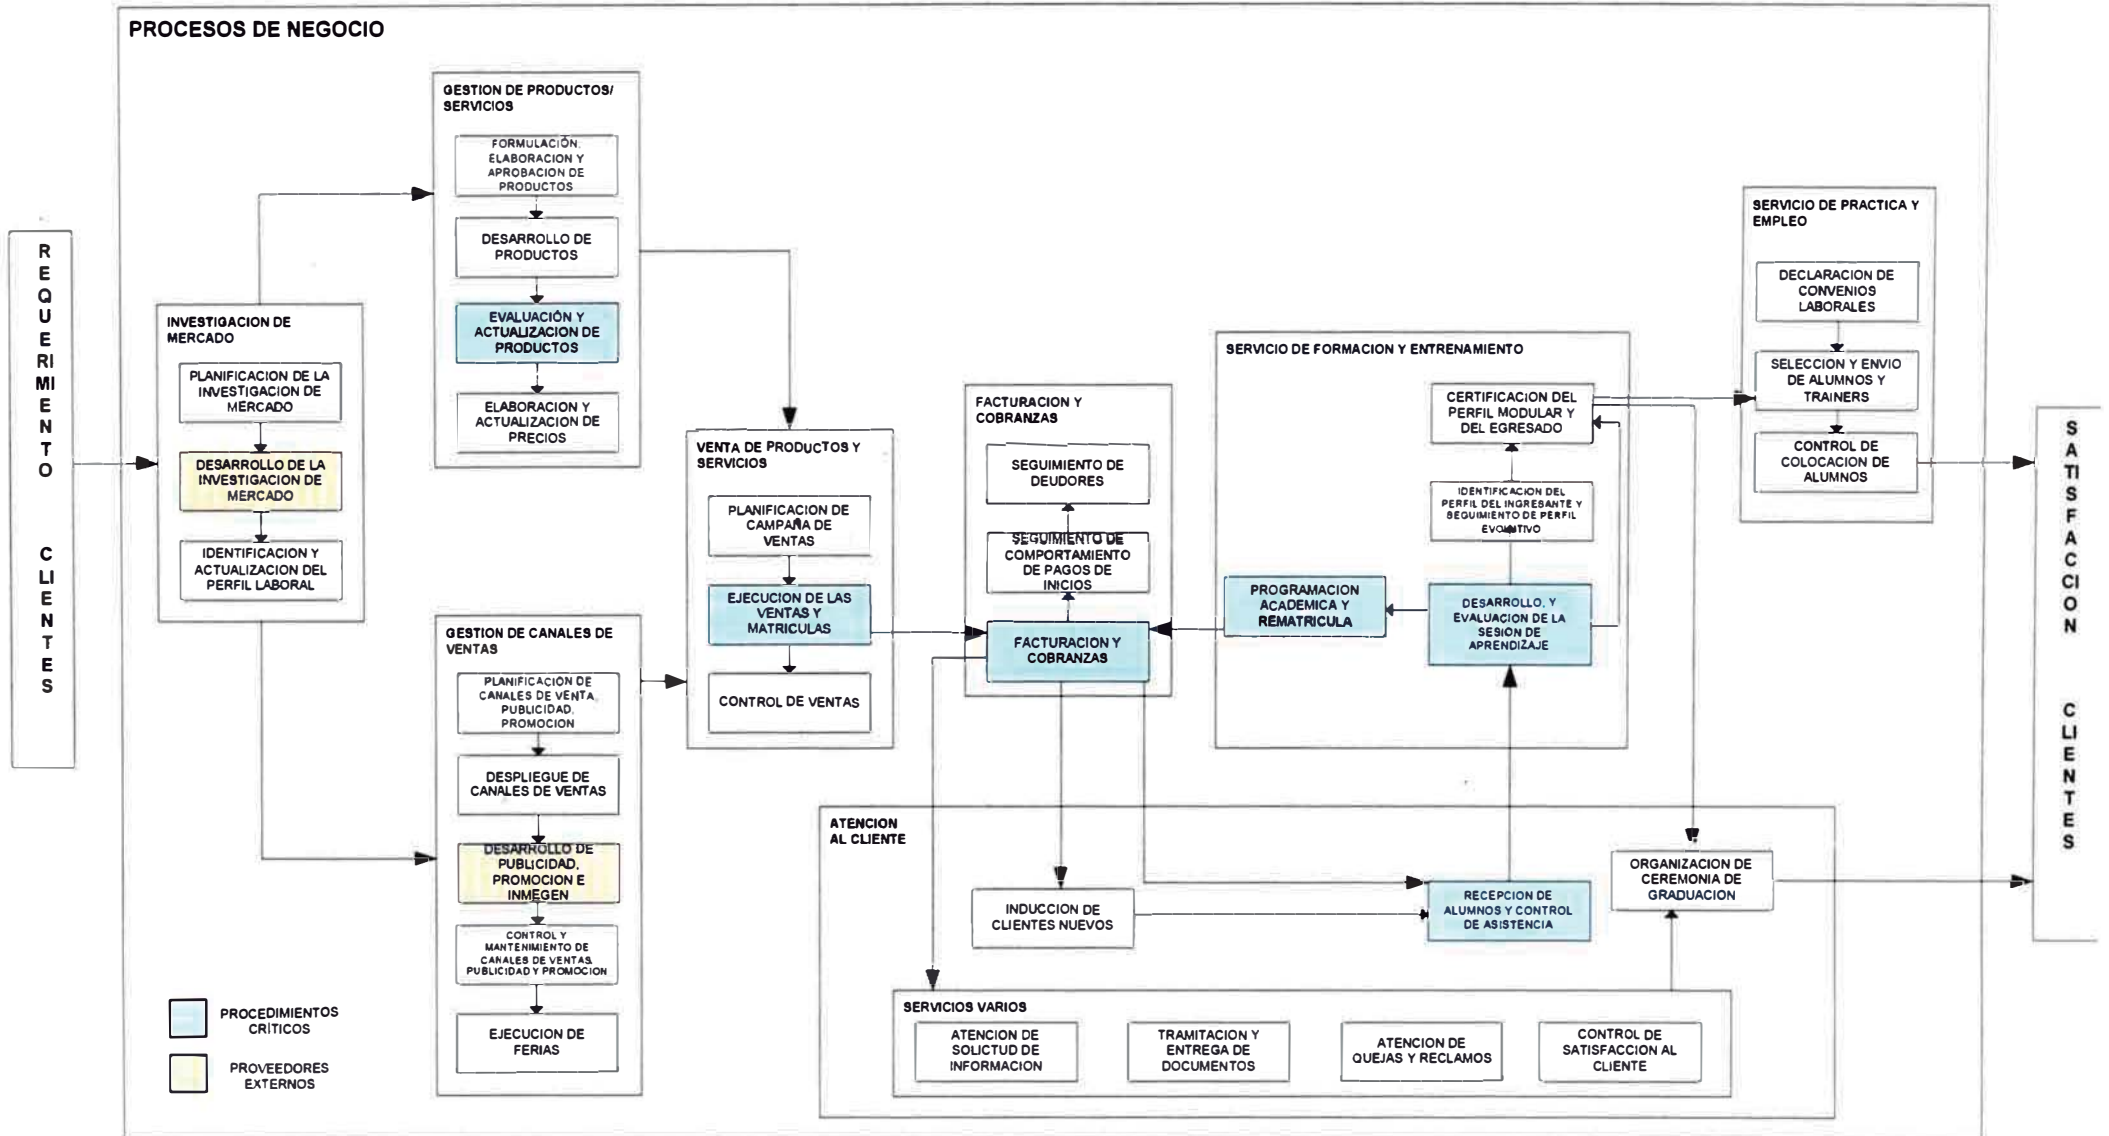 PROCESOS DE NEGOCIO
REQUERIMIENTO CLIENTES
INVESTIGACION DE
MERCADO
PLANIFICACION DE LA
INVESTIGACION DE
MERCADO
DESARROLLO DE LA
INVESTIGACION DE
MERCADO
IDENTIFICACION Y
ACTUALIZACION DEL
PERFIL LABORAL
GESTION DE PRODUCTOS/
SERVICIOS
FORMULACIÓN,
ELABORACION Y
APROBACION DE
PRODUCTOS
DESARROLLO DE
PRODUCTOS
EVALUACIÓN Y
ACTUALIZACION DE
PRODUCTOS
ELABORACION Y
ACTUALIZACION DE
PRECIOS
GESTION DE CANALES DE
VENTAS
PLANIFICACION DE
CANALES DE VENTA,
PUBLICIDAD,
PROMOCION
DESPLIEGUE DE
CANALES DE VENTAS
DESARROLLO DE
PUBLICIDAD,
PROMOCION E
INMEGEN
CONTROL Y
MANTENIMIENTO DE
CANALES DE VENTAS,
PUBLICIDAD Y PROMOCION
EJECUCION DE
FERIAS
VENTA DE PRODUCTOS Y
SERVICIOS
PLANIFICACION DE
CAMPAÑA DE
VENTAS
EJECUCION DE LAS
VENTAS Y
MATRICULAS
CONTROL DE VENTAS
FACTURACION Y
COBRANZAS
SEGUIMIENTO DE
DEUDORES
SEGUIMIENTO DE
COMPORTAMIENTO
DE PAGOS DE
INICIOS
FACTURACION Y
COBRANZAS
SERVICIO DE FORMACION Y ENTRENAMIENTO
CERTIFICACION DEL
PERFIL MODULAR Y
DEL EGRESADO
IDENTIFICACION DEL
PERFIL DEL INGRESANTE Y
SEGUIMIENTO DE PERFIL
EVOLUTIVO
PROGRAMACION
ACADEMICA Y
REMATRICULA
DESARROLLO, Y
EVALUACION DE LA
SESION DE
APRENDIZAJE
SERVICIO DE PRACTICA Y
EMPLEO
DECLARACION DE
CONVENIOS
LABORALES
SELECCION Y ENVIO
DE ALUMNOS Y
TRAINERS
CONTROL DE
COLOCACION DE
ALUMNOS
ATENCION
AL CLIENTE
INDUCCION DE
CLIENTES NUEVOS
RECEPCION DE
ALUMNOS Y CONTROL
DE ASISTENCIA
ORGANIZACION DE
CEREMONIA DE
GRADUACION
SERVICIOS VARIOS
ATENCION DE
SOLICTUD DE
INFORMACION
TRAMITACION Y
ENTREGA DE
DOCUMENTOS
ATENCION DE
QUEJAS Y RECLAMOS
CONTROL DE
SATISFACCION AL
CLIENTE
SATISFACCION CLIENTES
PROCEDIMIENTOS
CRÍTICOS
PROVEEDORES
EXTERNOS